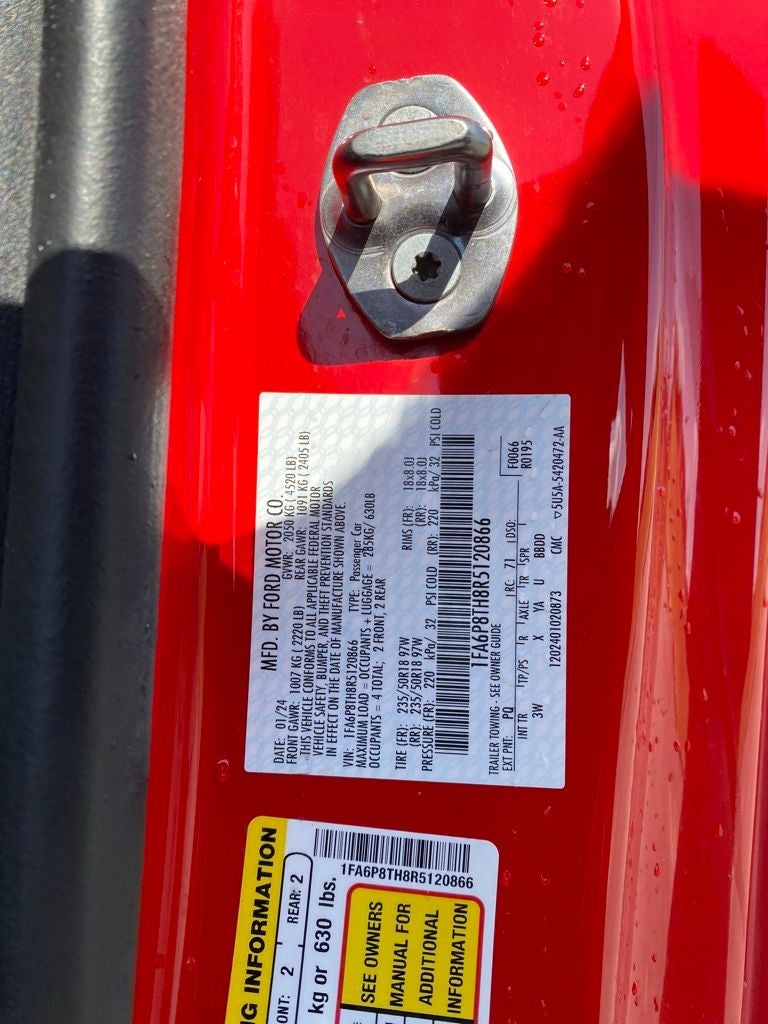 MFD. BY FORD MOTOR CO.
DATE: 01/24 GVWR: 2050 KG (4520 LB)
FRONT GAWR: 1007 KG (2220 LB) REAR GAWR: 1091 KG (2405 LB)
THIS VEHICLE CONFORMS TO ALL APPLICABLE FEDERAL MOTOR
VEHICLE SAFETY, BUMPER, AND THEFT PREVENTION STANDARDS
IN EFFECT ON THE DATE OF MANUFACTURE SHOWN ABOVE.
VIN: 1FA6P8TH8R5120866 TYPE: Passenger Car
MAXIMUM LOAD = OCCUPANTS + LUGGAGE = 285KG/ 630LB
OCCUPANTS = 4 TOTAL; 2 FRONT, 2 REAR
TIRE (FR): 235/50R18 97W RIMS (FR): 18x8.0J
(RR): 235/50R18 97W (RR): 18x8.0J
PRESSURE (FR): 220 kPa/ 32 PSI COLD (RR): 220 kPa/ 32 PSI COLD
1FA6P8TH8R5120866
TRAILER TOWING - SEE OWNER GUIDE
EXT PNT: PQ RC: 71 DSO: F0066
R0195
INT TR TP/PS R AXLE TR SPR
3W X YA U BBDD
1202401020873 CMC ▽5U5A-5420472-AA
NG INFORMATION
ONT: 2 REAR: 2
kg or 630 lbs.
1FA6P8TH8R5120866
SEE OWNERS
MANUAL FOR
ADDITIONAL
INFORMATION